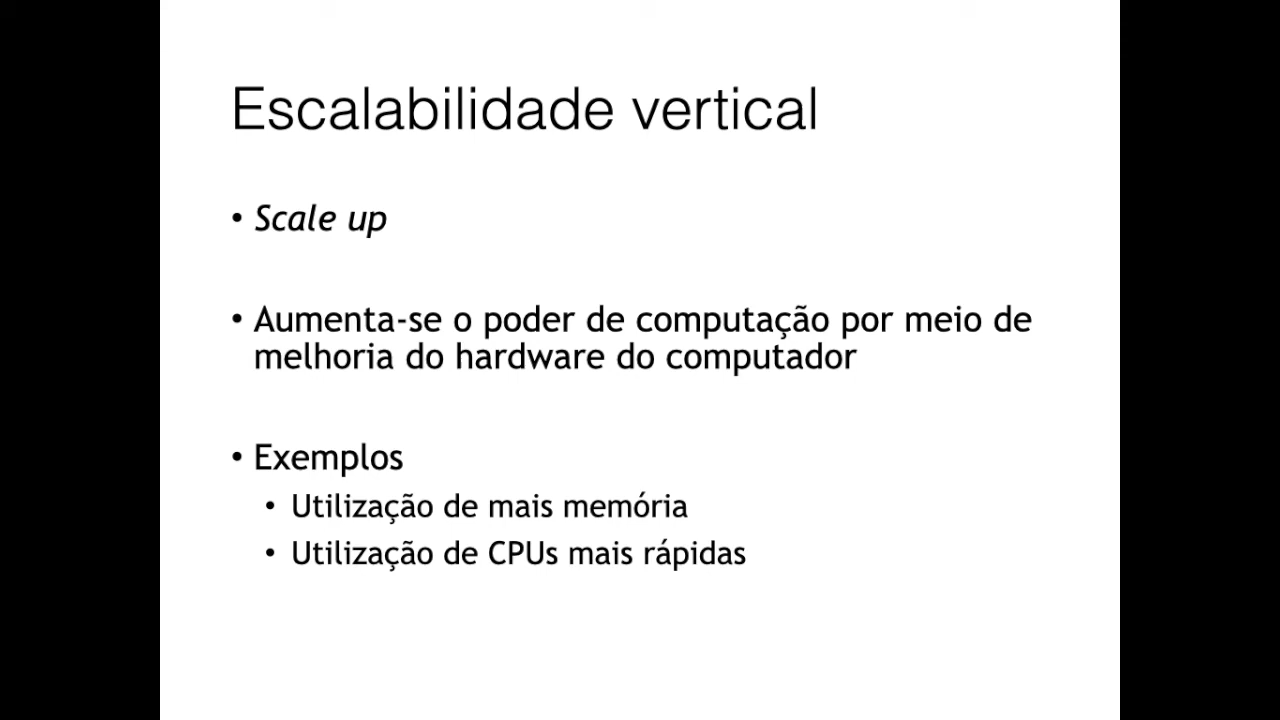 Escalabilidade vertical
• Scale up
• Aumenta-se o poder de computação por meio de
melhoria do hardware do computador
• Exemplos
• Utilização de mais memória
• Utilização de CPUs mais rápidas